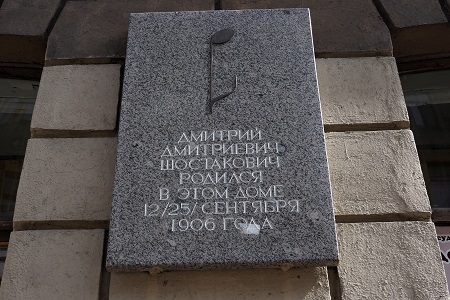 ДМИТРИЙ
ДМИТРИЕВИЧ
ШОСТАКОВИЧ
РОДИЛСЯ
В ЭТОМ ДОМЕ
12/25/СЕНТЯБРЯ
1906 ГОДА